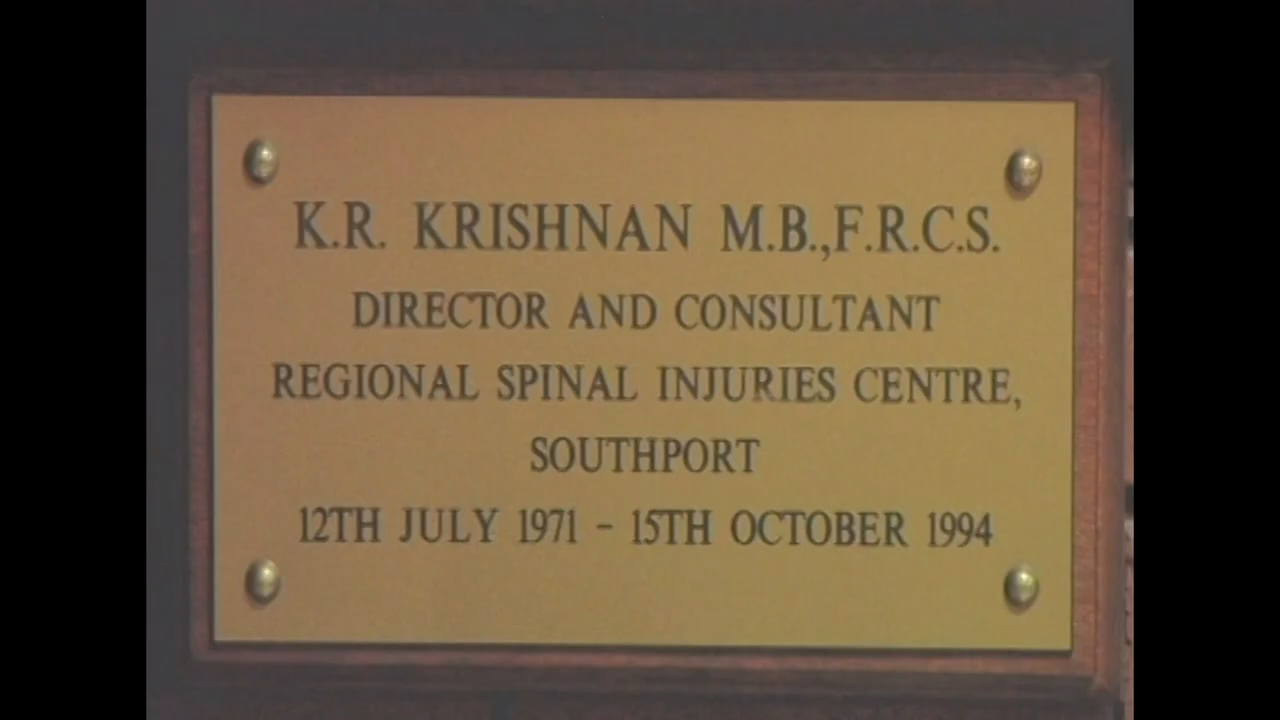 K.R. KRISHNAN M.B.,F.R.C.S.
DIRECTOR AND CONSULTANT
REGIONAL SPINAL INJURIES CENTRE,
SOUTHPORT
12TH JULY 1971 - 15TH OCTOBER 1994